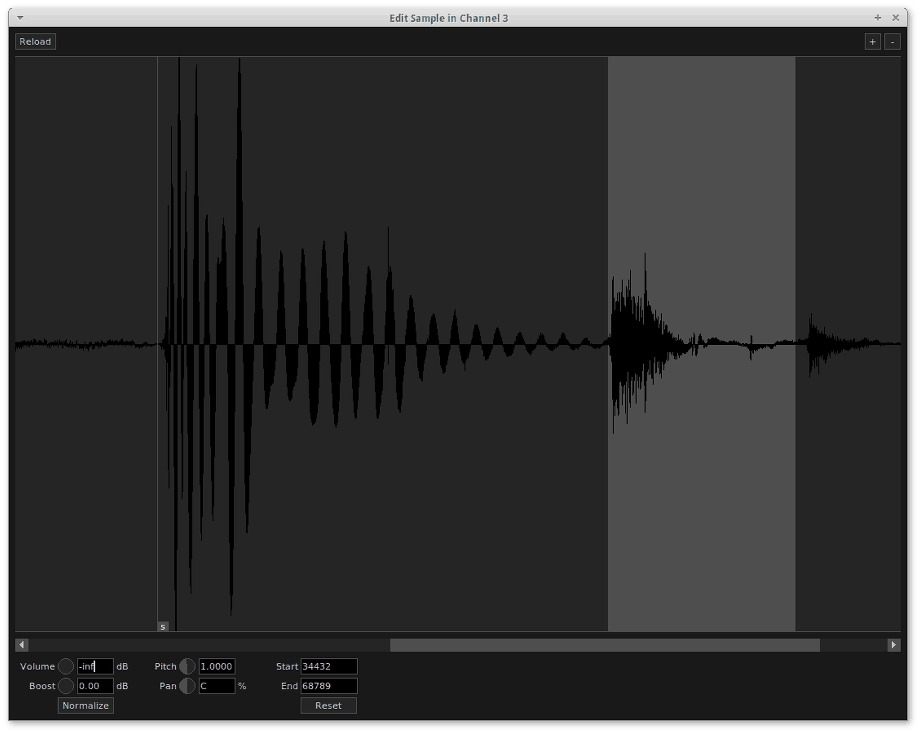 Edit Sample in Channel 3
Reload + -
s
Volume -inf dB Pitch 1.0000 Start 34432
Boost 0.00 dB Pan C % End 68789
Normalize Reset